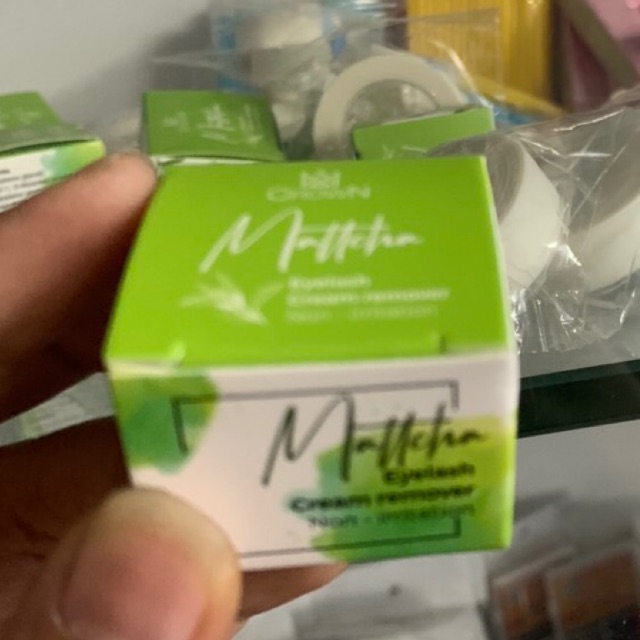 CROWN
Mattcha
Eyelash
Cream remover
Non - irritation
Mattcha
Eyelash
Cream remover
Non - irritation